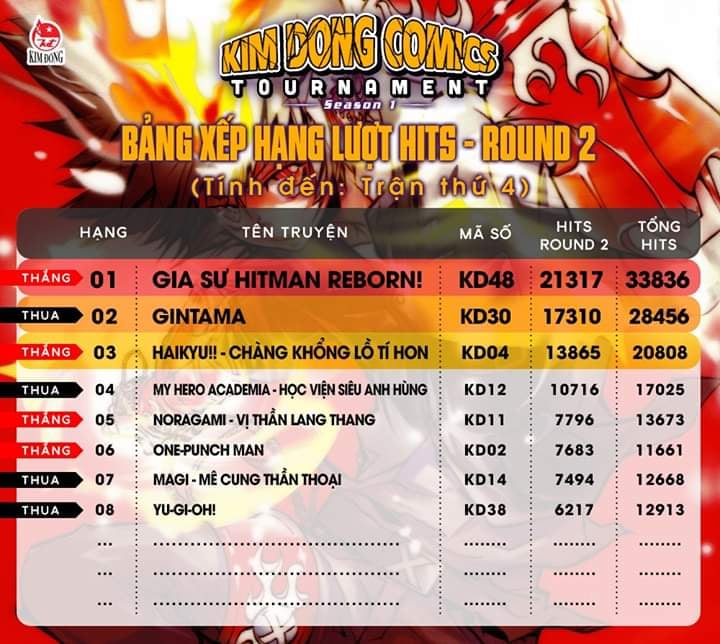 KIM ĐỒNG
KIM ĐỒNG COMICS
TOURNAMENT
Season 1
BẢNG XẾP HẠNG LƯỢT HITS - ROUND 2
(Tính đến: Trận thứ 4)
HẠNG TÊN TRUYỆN MÃ SỐ HITS ROUND 2 TỔNG HITS
THẮNG 01 GIA SƯ HITMAN REBORN! KD48 21317 33836
THUA 02 GINTAMA KD30 17310 28456
THẮNG 03 HAIKYU!! - CHÀNG KHỔNG LỒ TÍ HON KD04 13865 20808
THUA 04 MY HERO ACADEMIA - HỌC VIỆN SIÊU ANH HÙNG KD12 10716 17025
THẮNG 05 NORAGAMI - VỊ THẦN LANG THANG KD11 7796 13673
THẮNG 06 ONE-PUNCH MAN KD02 7683 11661
THUA 07 MAGI - MÊ CUNG THẦN THOẠI KD14 7494 12668
THUA 08 YU-GI-OH! KD38 6217 12913